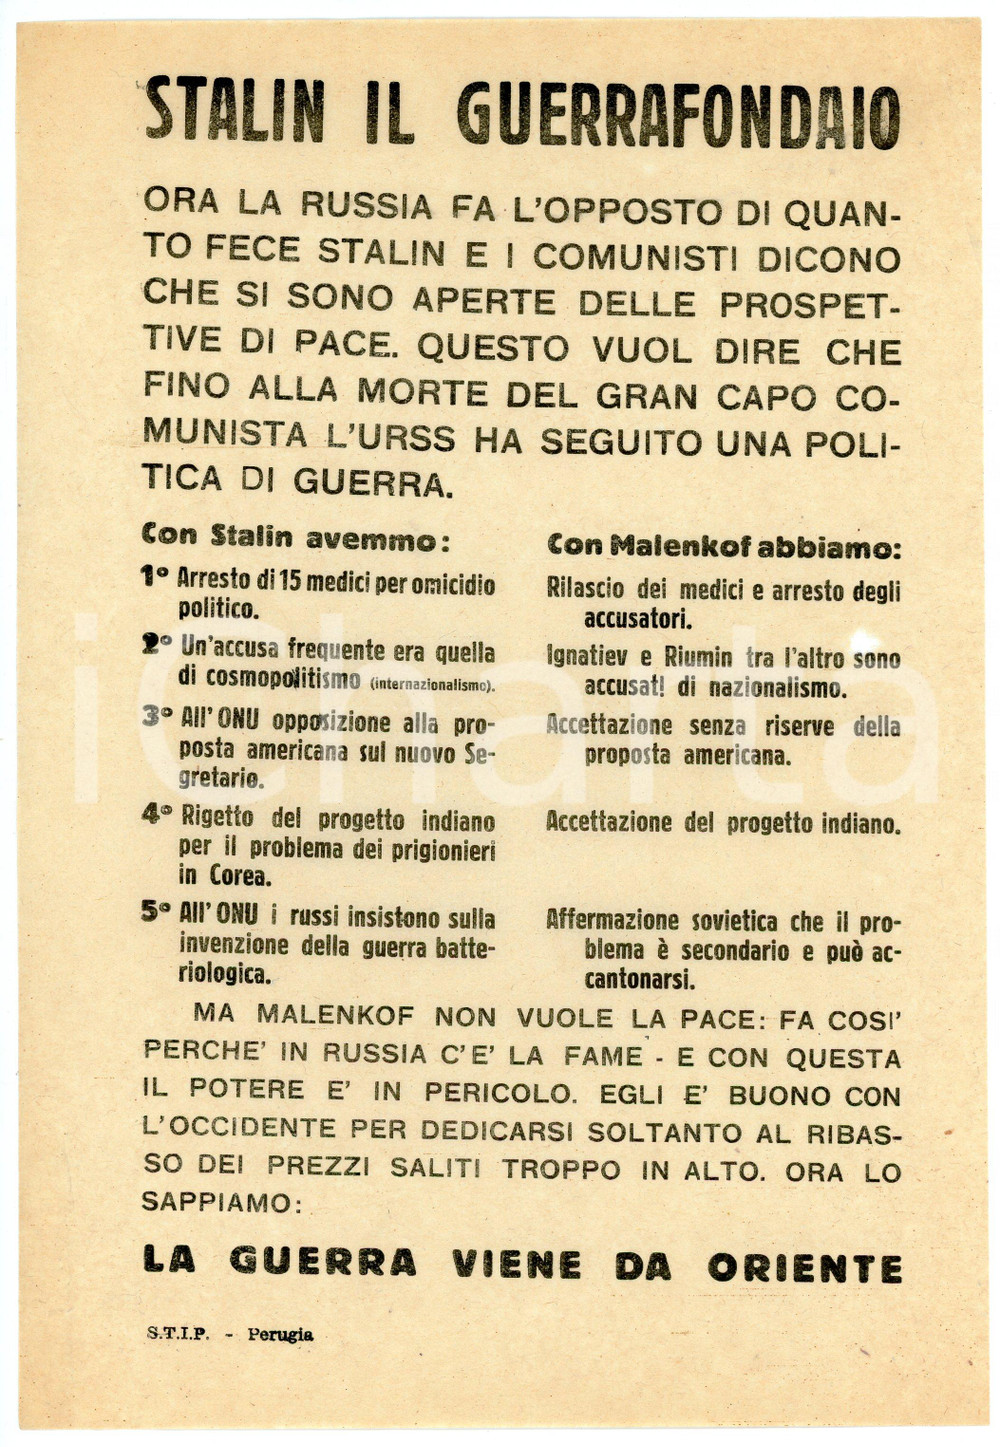 STALIN IL GUERRAFONDAIO
ORA LA RUSSIA FA L'OPPOSTO DI QUAN-
TO FECE STALIN E I COMUNISTI DICONO
CHE SI SONO APERTE DELLE PROSPET-
TIVE DI PACE. QUESTO VUOL DIRE CHE
FINO ALLA MORTE DEL GRAN CAPO CO-
MUNISTA L'URSS HA SEGUITO UNA POLI-
TICA DI GUERRA.
Con Stalin avemmo:
1° Arresto di 15 medici per omicidio
politico.
2° Un'accusa frequente era quella
di cosmopolitismo (internazionalismo).
3° All'ONU opposizione alla pro-
posta americana sul nuovo Se-
gretario.
4° Rigetto del progetto indiano
per il problema dei prigionieri
in Corea.
5° All'ONU i russi insistono sulla
invenzione della guerra batte-
riologica.
Con Malenkof abbiamo:
Rilascio dei medici e arresto degli
accusatori.
Ignatiev e Riumin tra l'altro sono
accusati di nazionalismo.
Accettazione senza riserve della
proposta americana.
Accettazione del progetto indiano.
Affermazione sovietica che il pro-
blema è secondario e può ac-
cantonarsi.
MA MALENKOF NON VUOLE LA PACE: FA COSI'
PERCHE' IN RUSSIA C'E' LA FAME - E CON QUESTA
IL POTERE E' IN PERICOLO. EGLI E' BUONO CON
L'OCCIDENTE PER DEDICARSI SOLTANTO AL RIBAS-
SO DEI PREZZI SALITI TROPPO IN ALTO. ORA LO
SAPPIAMO:
LA GUERRA VIENE DA ORIENTE
S.T.I.P. - Perugia
iCharta